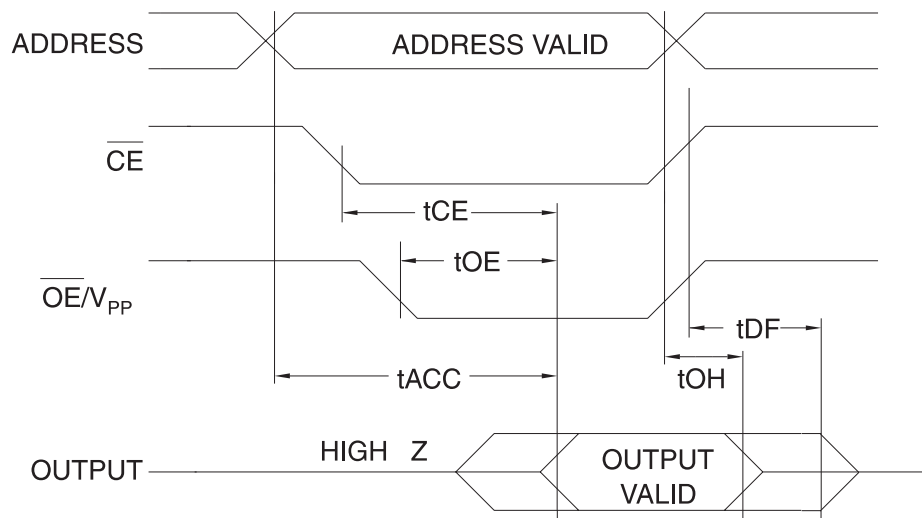 ADDRESS
ADDRESS VALID
CE
tCE
tOE
OE/VPP
tDF
tACC
tOH
HIGH Z
OUTPUT
OUTPUT
VALID